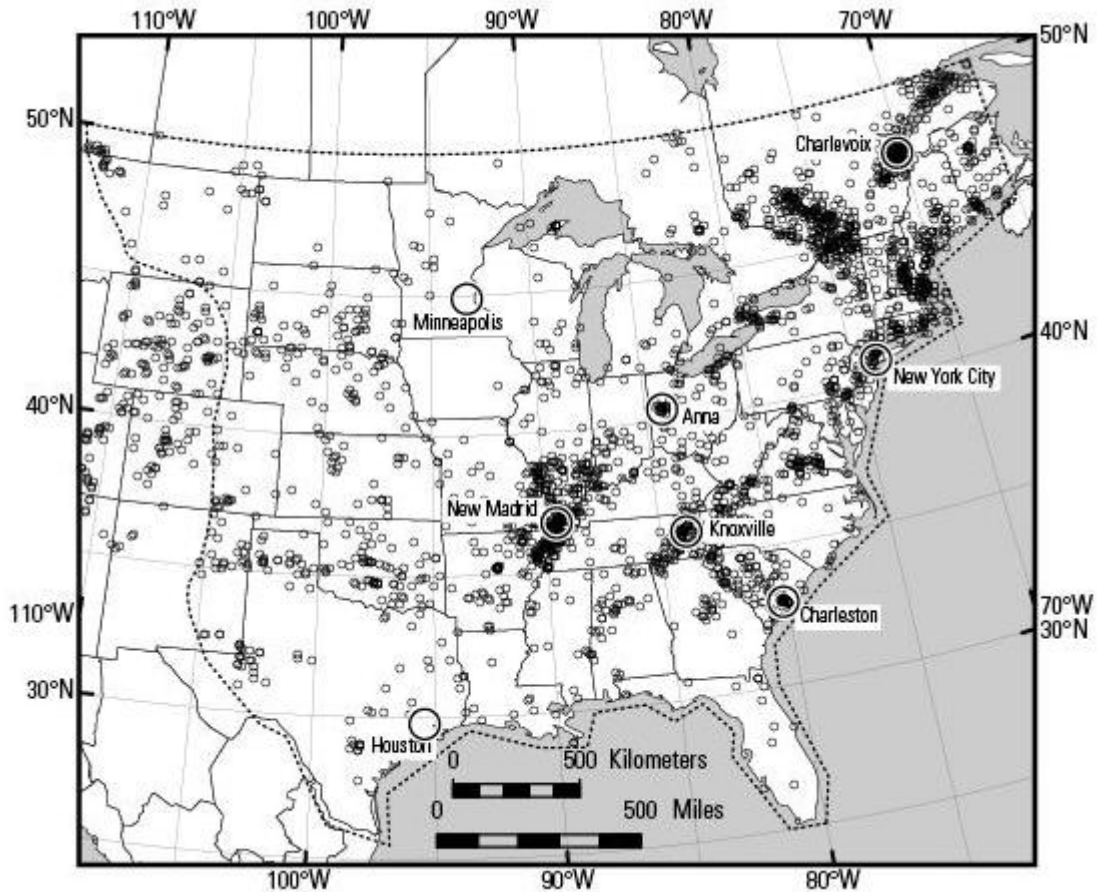 110°W 100°W 90°W 80°W 70°W
50°N
50°N
Charlevoix
Minneapolis
40°N
New York City
40°N
Anna
New Madrid
Knoxville
110°W
Charleston
70°W
30°N
30°N
Houston
0 500 Kilometers
0 500 Miles
100°W 90°W 80°W